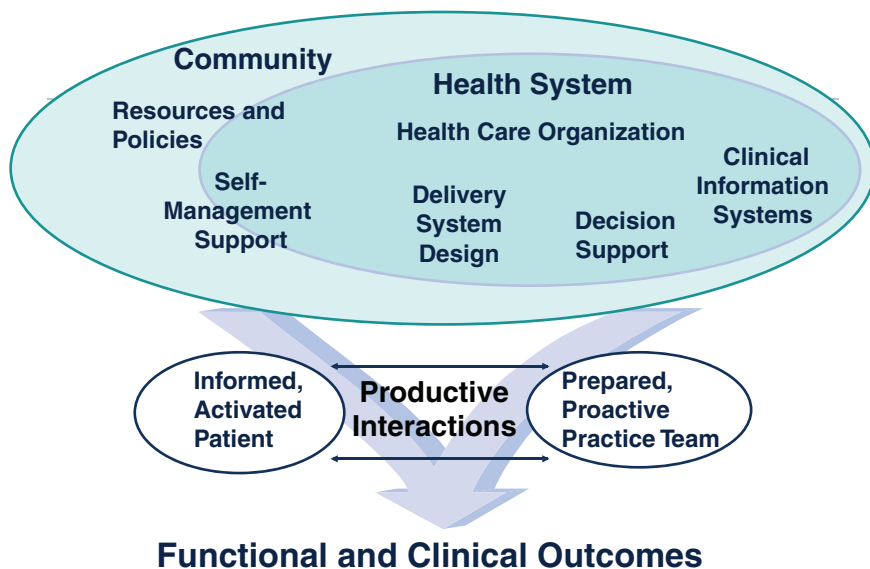 Community
Health System
Resources and
Policies
Health Care Organization
Self-
Management
Support
Delivery
System
Design
Decision
Support
Clinical
Information
Systems
Informed,
Activated
Patient
Productive
Interactions
Prepared,
Proactive
Practice Team
Functional and Clinical Outcomes